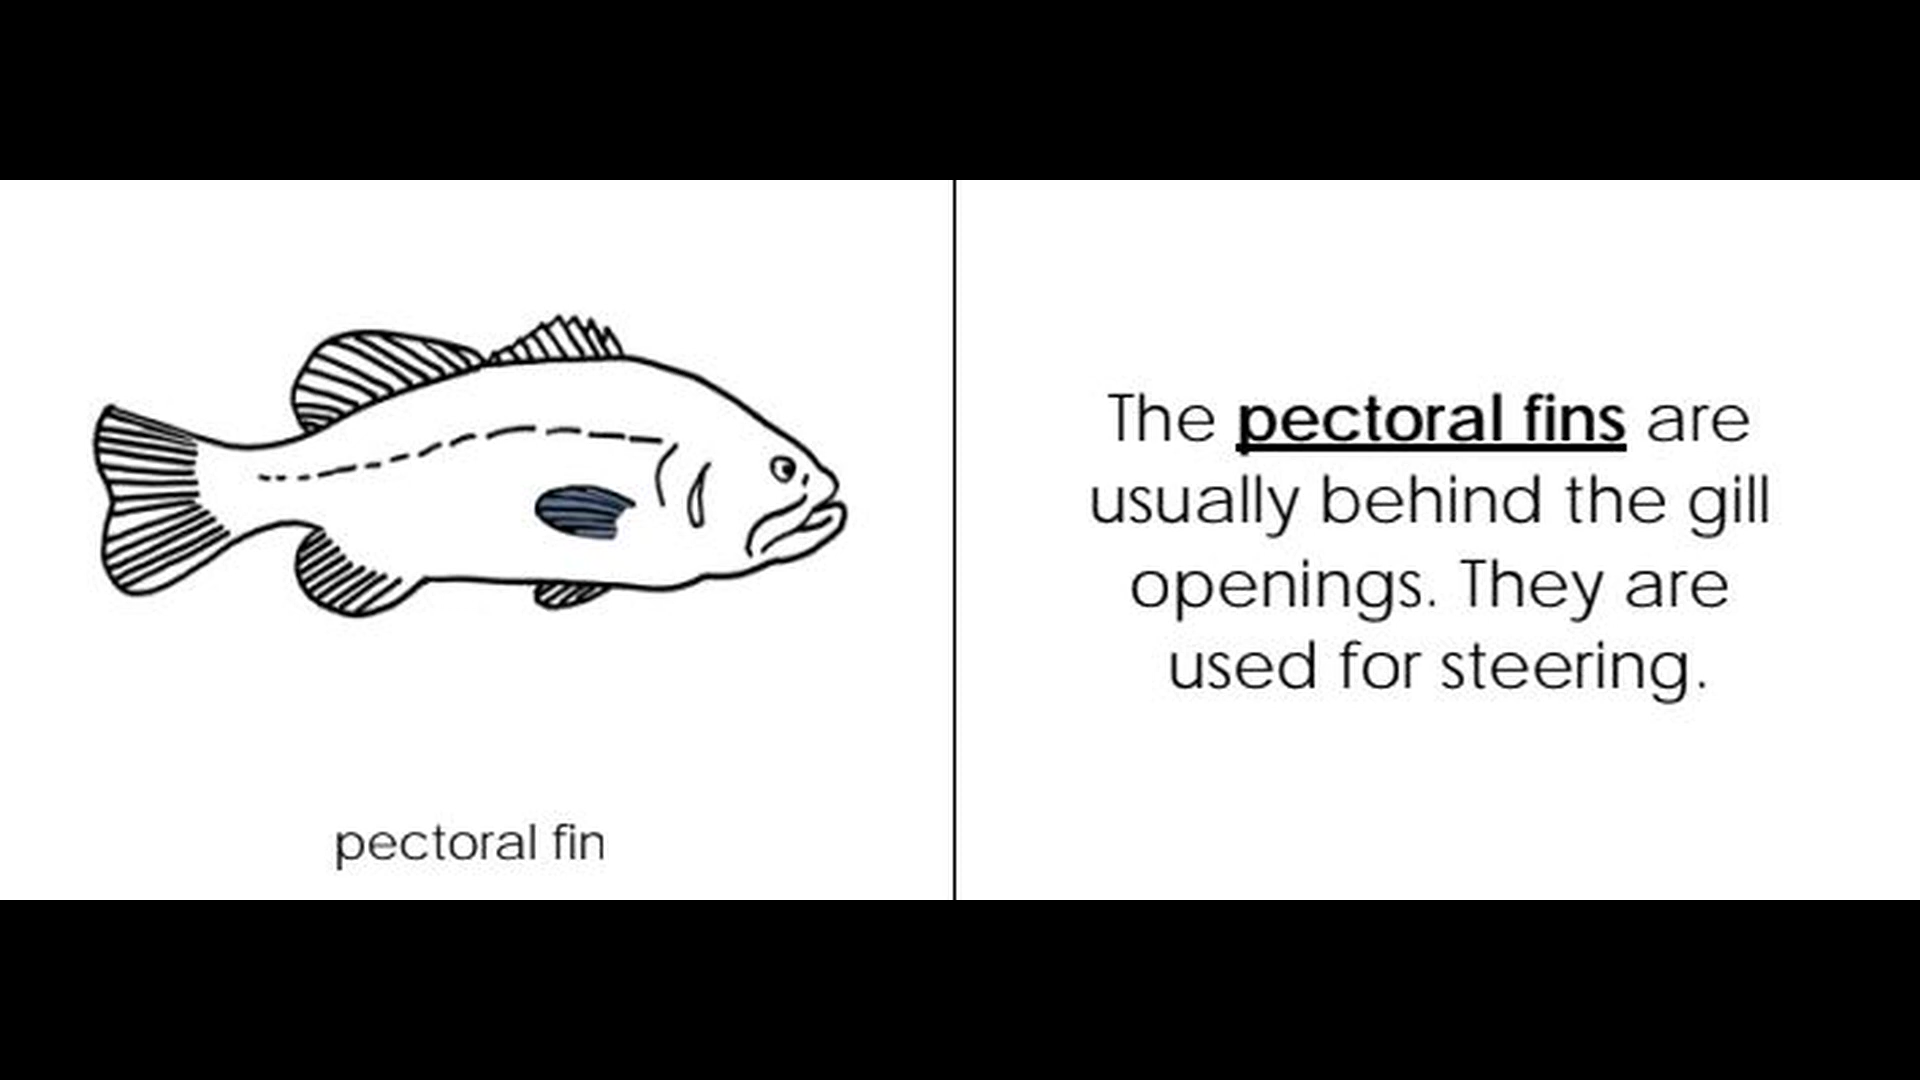 pectoral fin
The pectoral fins are
usually behind the gill
openings. They are
used for steering.